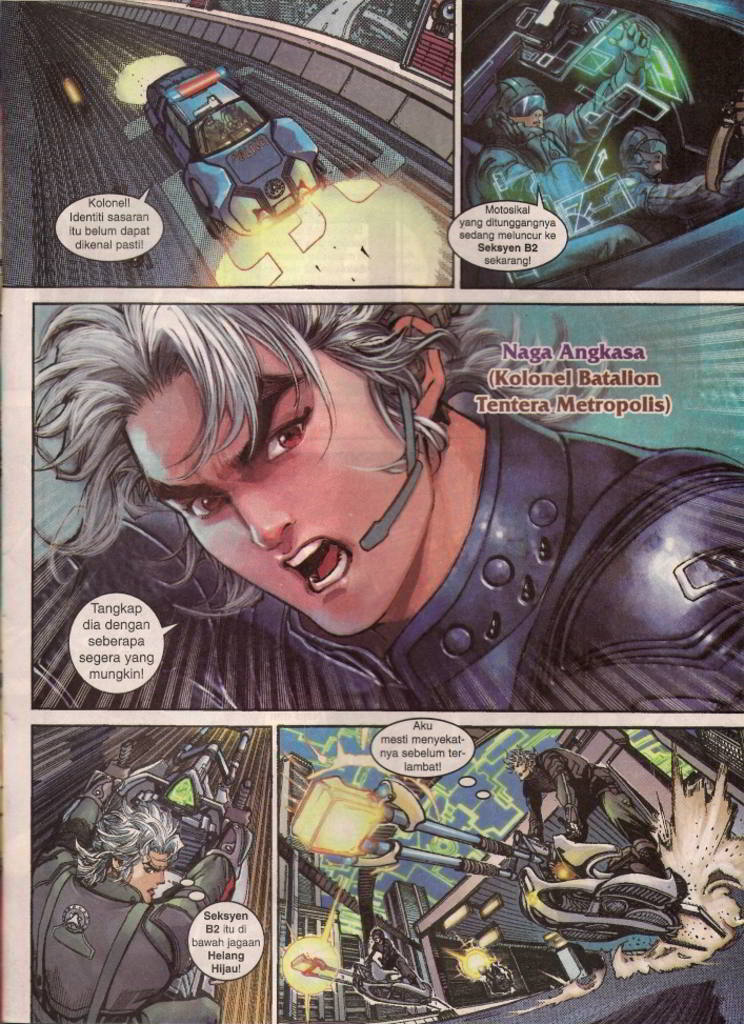 Kolonel!
Identiti sasaran
itu belum dapat
dikenal pasti!
Motosikal
yang ditunggangnya
sedang meluncur ke
Seksyen B2
sekarang!
Naga Angkasa
(Kolonel Batalion
Tentera Metropolis)
Tangkap
dia dengan
seberapa
segera yang
mungkin!
Seksyen
B2 itu di
bawah jagaan
Helang
Hijau!
Aku
mesti menyekat-
nya sebelum ter-
lambat!